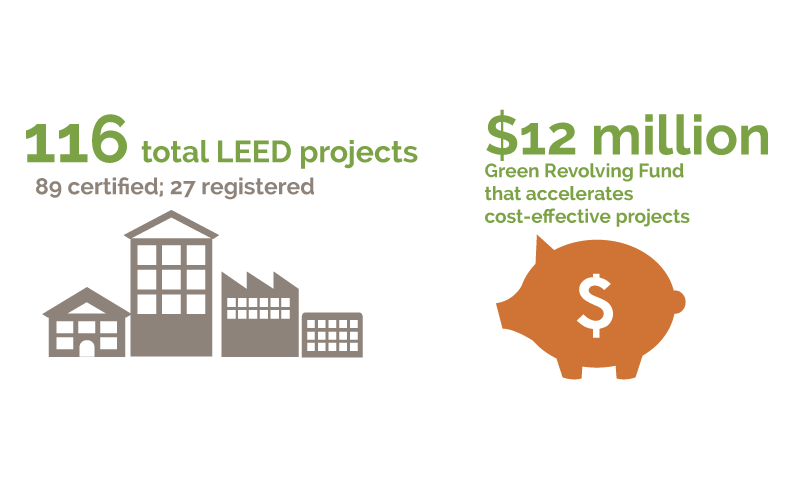 116 total LEED projects
89 certified; 27 registered
$12 million
Green Revolving Fund
that accelerates
cost-effective projects
$